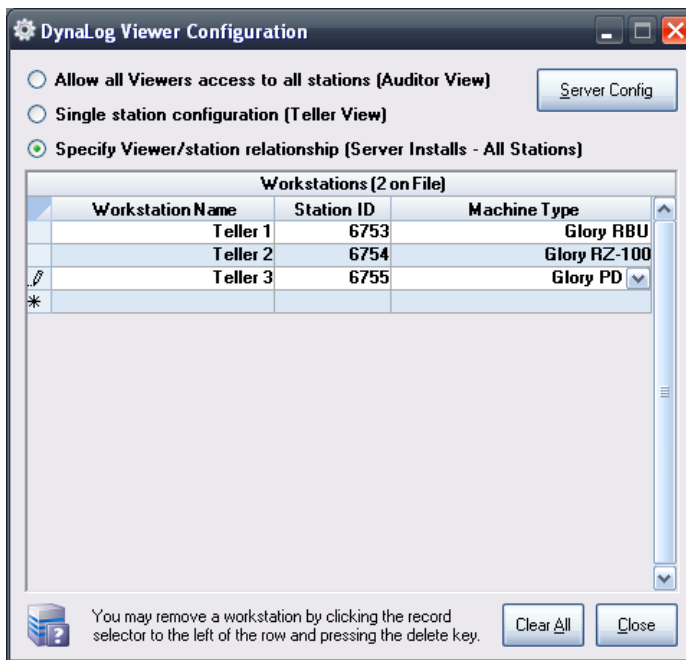 DynaLog Viewer Configuration
Allow all Viewers access to all stations (Auditor View)
Server Config
Single station configuration (Teller View)
Specify Viewer/station relationship (Server Installs - All Stations)
Workstations (2 on File)
Workstation Name Station ID Machine Type
Teller 1 6753 Glory RBU
Teller 2 6754 Glory RZ-100
Teller 3 6755 Glory PD
You may remove a workstation by clicking the record
selector to the left of the row and pressing the delete key.
Clear All
Close